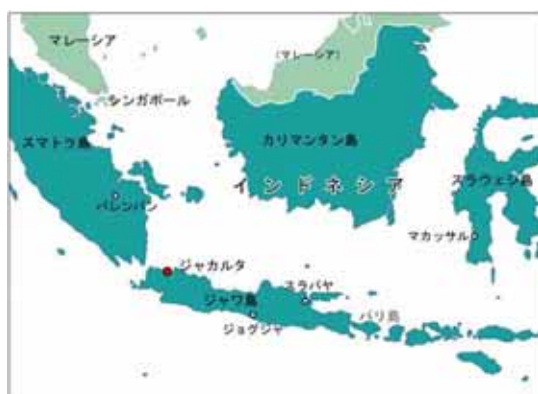 マレーシア
(マレーシア)
シンガポール
スマトラ島
カリマンタン島
インドネシア
スラウェシ島
パレンバン
マカッサル
ジャカルタ
スラバヤ
ジャワ島
バリ島
ジョグジャ